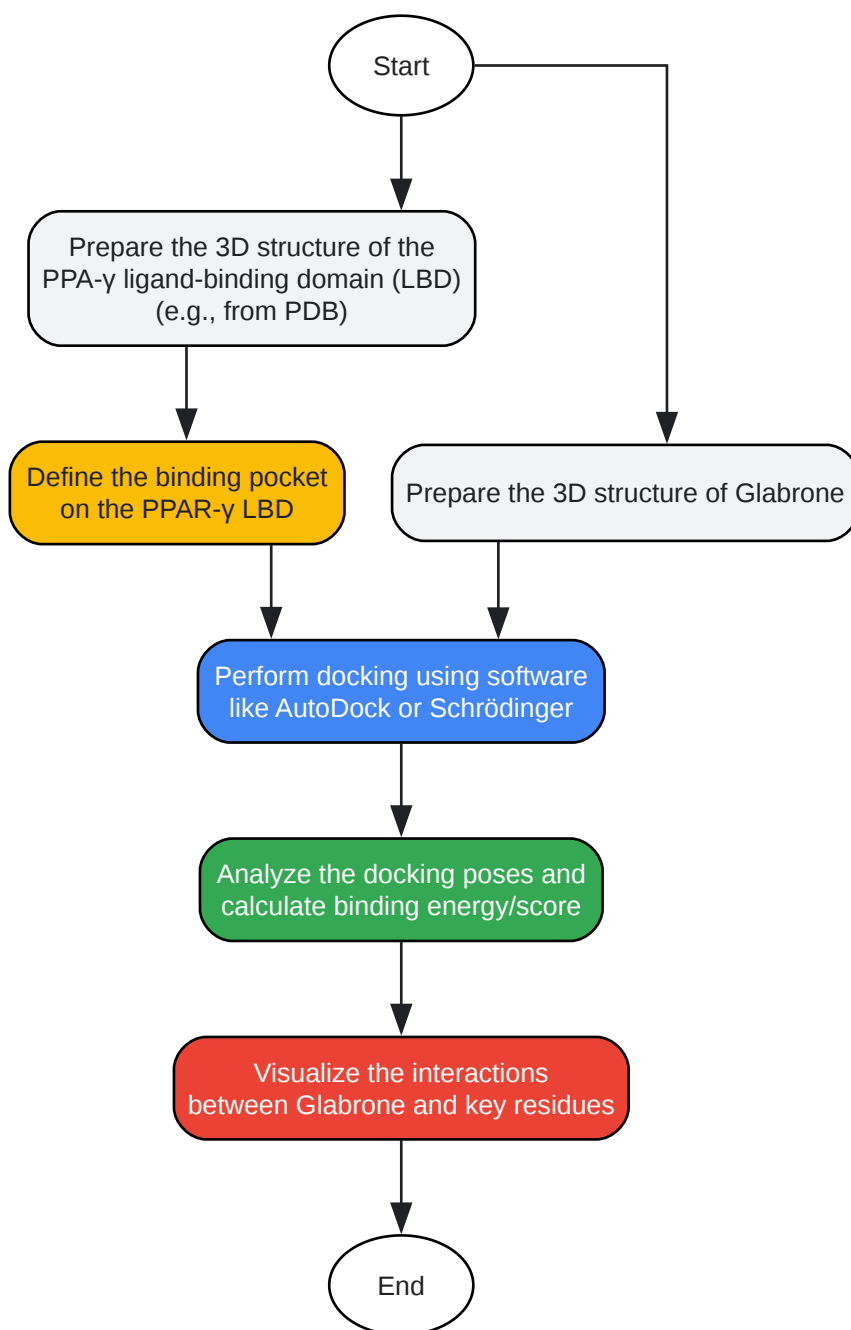 Start
Prepare the 3D structure of the
PPA-γ ligand-binding domain (LBD)
(e.g., from PDB)
Define the binding pocket
on the PPAR-γ LBD
Prepare the 3D structure of Glabrone
Perform docking using software
like AutoDock or Schrödinger
Analyze the docking poses and
calculate binding energy/score
Visualize the interactions
between Glabrone and key residues
End